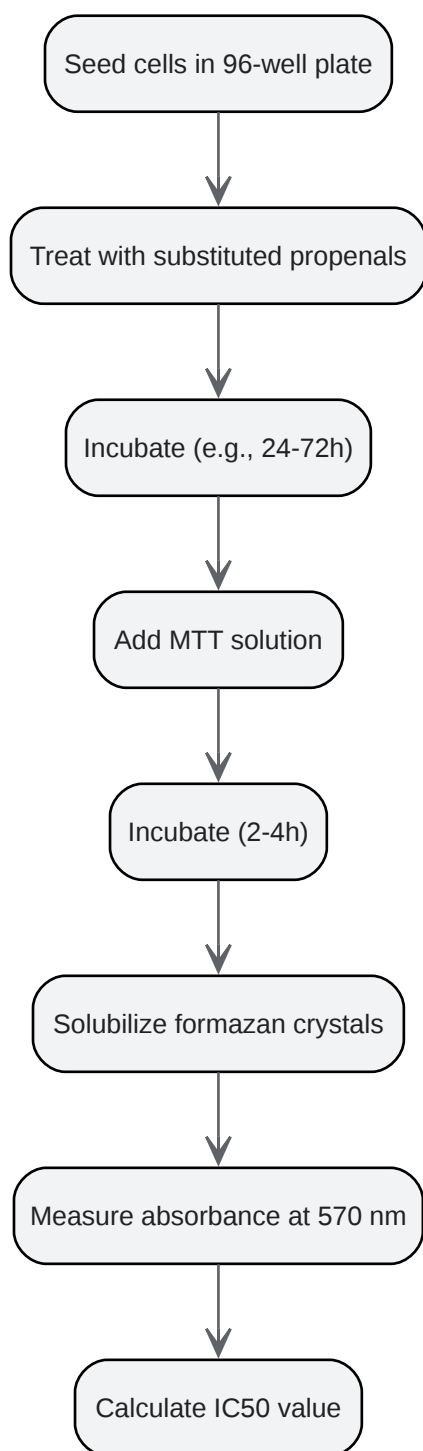 Seed cells in 96-well plate
Treat with substituted propenals
Incubate (e.g., 24-72h)
Add MTT solution
Incubate (2-4h)
Solubilize formazan crystals
Measure absorbance at 570 nm
Calculate IC50 value